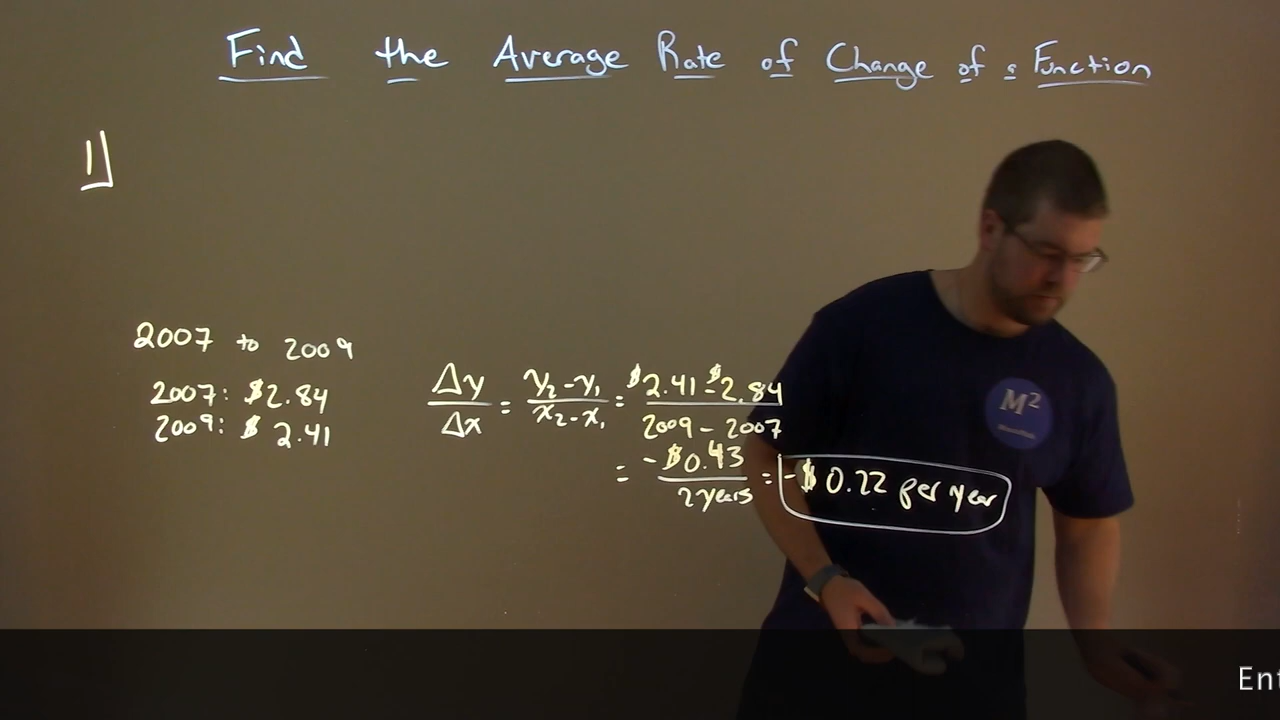 Find the Average Rate of Change of a Function
1
2007 to 2009
2007: $2.84
2009: $2.41
Δy/Δx = y₂-y₁/x₂-x₁ = $2.41-$2.84/2009-2007
= -$0.43/2years = -$0.22 per year
M²
Ent